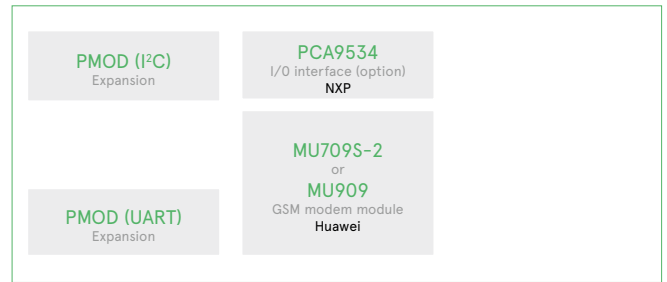 PMOD (I²C)
Expansion
PCA9534
I/0 interface (option)
NXP
MU709S-2
or
MU909
GSM modem module
Huawei
PMOD (UART)
Expansion